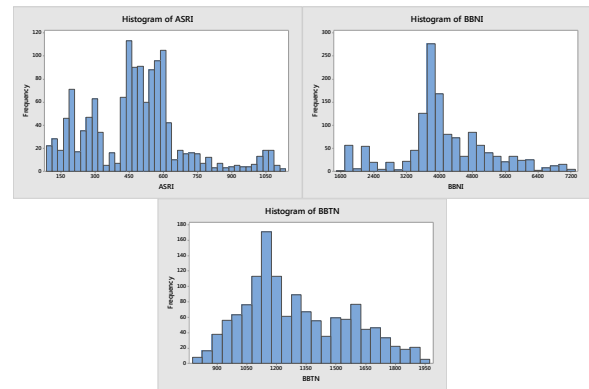 Histogram of ASRI
120
100
80
60
40
20
0
Frequency
150 300 450 600 750 900 1050
ASRI
Histogram of BBNI
300
250
200
150
100
50
0
Frequency
1600 2400 3200 4000 4800 5600 6400 7200
BBNI
Histogram of BBTN
180
160
140
120
100
80
60
40
20
0
Frequency
900 1050 1200 1350 1500 1650 1800 1950
BBTN